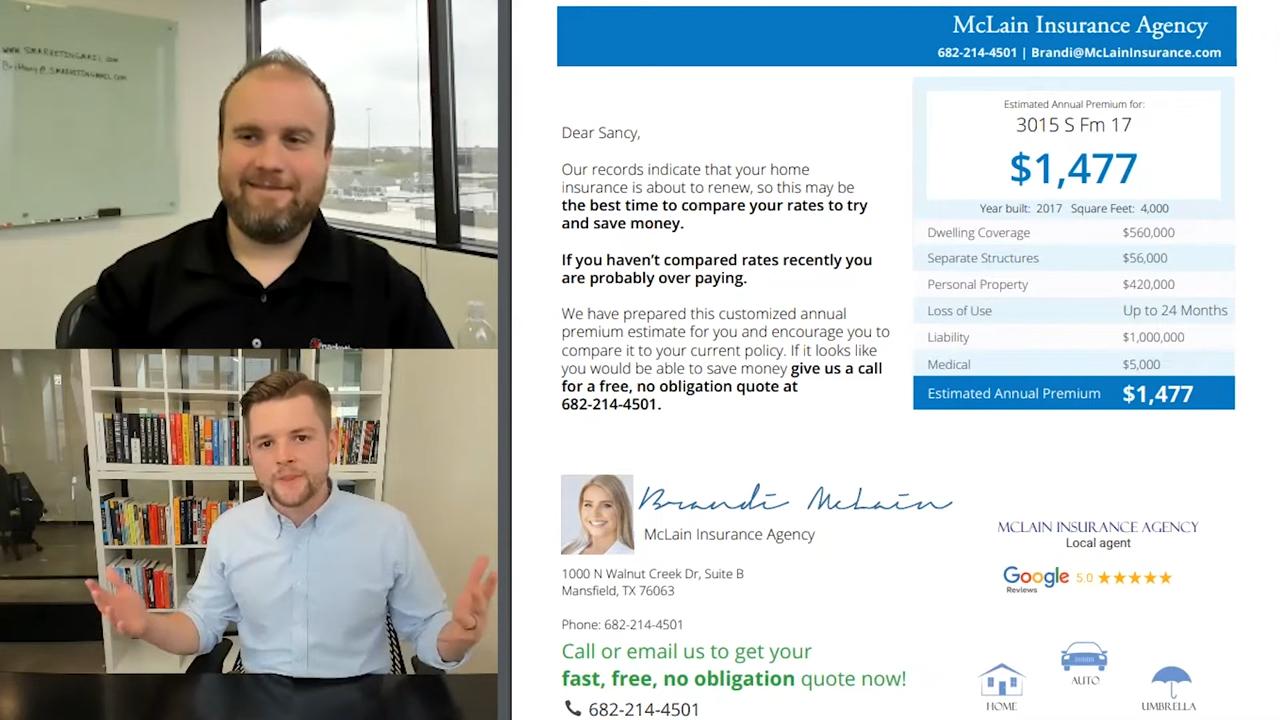 WWW.SMARKETINGMAIL.COM
Brittany@SMARKETINGMAIL.COM
McLain Insurance Agency
682-214-4501 | Brandi@McLainInsurance.com
Dear Sancy,
Our records indicate that your home
insurance is about to renew, so this may be
the best time to compare your rates to try
and save money.
If you haven't compared rates recently you
are probably over paying.
We have prepared this customized annual
premium estimate for you and encourage you to
compare it to your current policy. If it looks like
you would be able to save money give us a call
for a free, no obligation quote at
682-214-4501.
Estimated Annual Premium for:
3015 S Fm 17
$1,477
Year built: 2017 Square Feet: 4,000
Dwelling Coverage $560,000
Separate Structures $56,000
Personal Property $420,000
Loss of Use Up to 24 Months
Liability $1,000,000
Medical $5,000
Estimated Annual Premium $1,477
Brandi McLain
McLain Insurance Agency
1000 N Walnut Creek Dr, Suite B
Mansfield, TX 76063
Phone: 682-214-4501
Call or email us to get your
fast, free, no obligation quote now!
682-214-4501
MCLAIN INSURANCE AGENCY
Local agent
Google 5.0
Reviews
HOME
AUTO
UMBRELLA